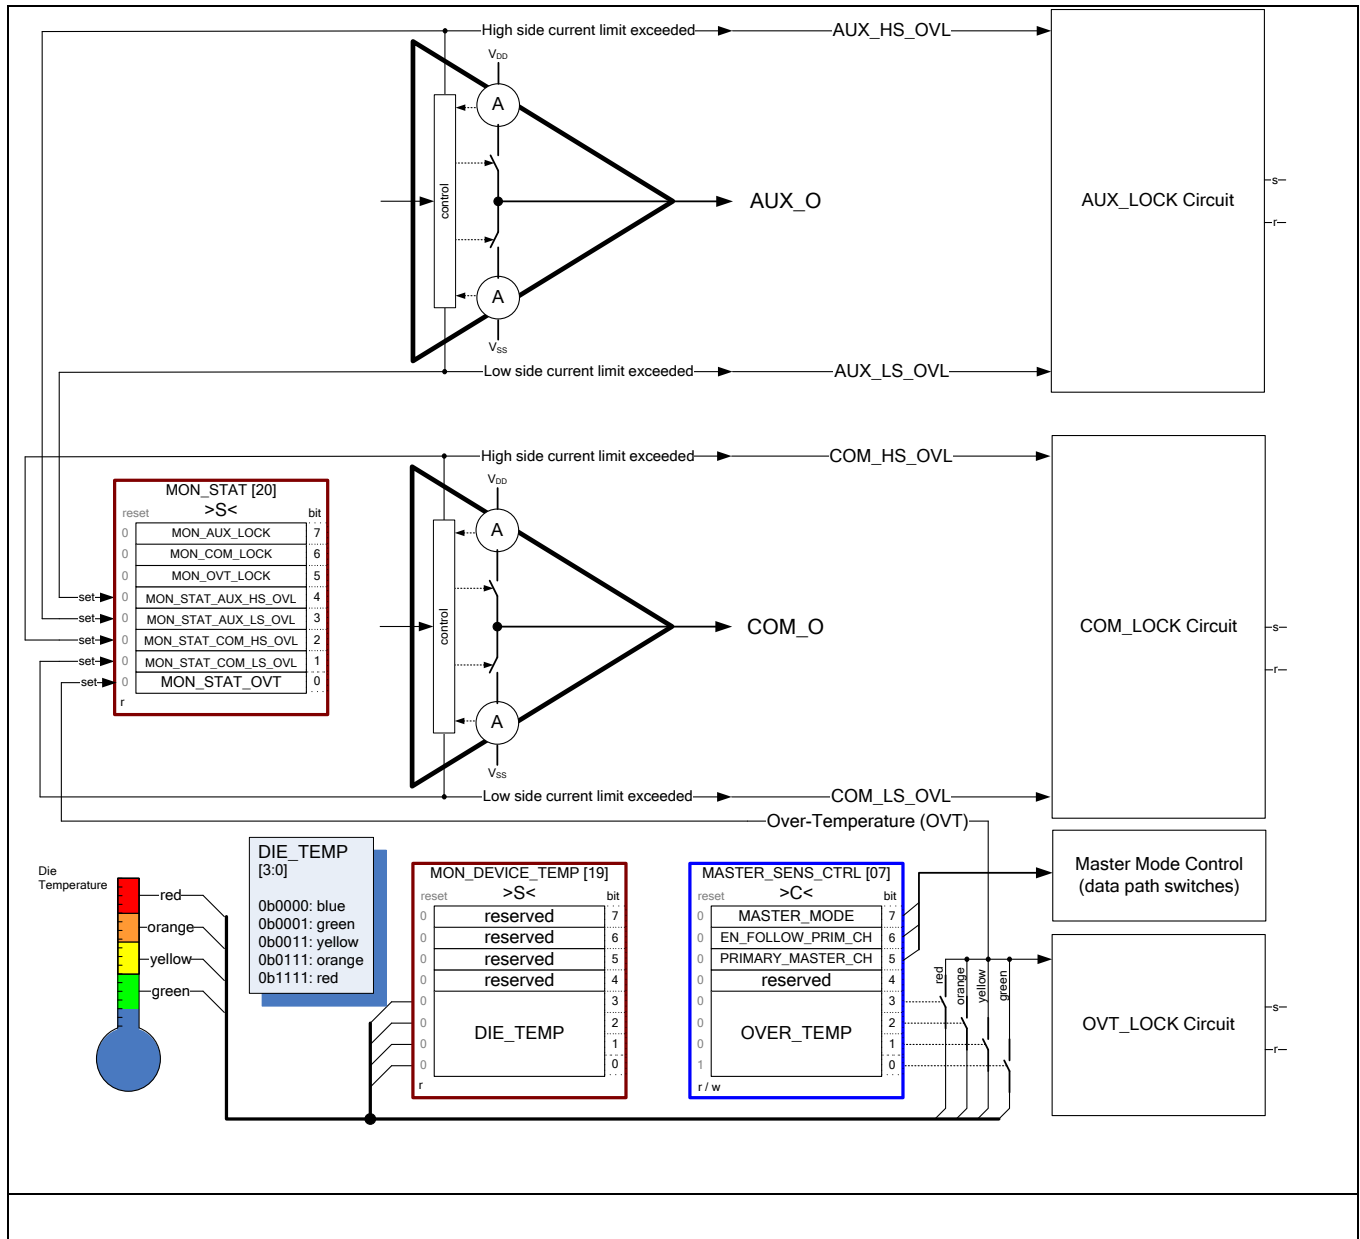 High side current limit exceeded
AUX_HS_OVL
VDD
A
control
AUX_O
AUX_LOCK Circuit
s
r
A
VSS
Low side current limit exceeded
AUX_LS_OVL
High side current limit exceeded
COM_HS_OVL
VDD
A
control
COM_O
COM_LOCK Circuit
s
r
A
VSS
Low side current limit exceeded
COM_LS_OVL
MON_STAT [20]
reset >S< bit
0 MON_AUX_LOCK 7
0 MON_COM_LOCK 6
0 MON_OVT_LOCK 5
set 0 MON_STAT_AUX_HS_OVL 4
set 0 MON_STAT_AUX_LS_OVL 3
set 0 MON_STAT_COM_HS_OVL 2
set 0 MON_STAT_COM_LS_OVL 1
set 0 MON_STAT_OVT 0
r
Over-Temperature (OVT)
Die
Temperature
red
orange
yellow
green
DIE_TEMP
[3:0]
0b0000: blue
0b0001: green
0b0011: yellow
0b0111: orange
0b1111: red
MON_DEVICE_TEMP [19]
reset >S< bit
0 reserved 7
0 reserved 6
0 reserved 5
0 reserved 4
0 3
0 DIE_TEMP 2
0 1
0 0
r
MASTER_SENS_CTRL [07]
reset >C< bit
0 MASTER_MODE 7
0 EN_FOLLOW_PRIM_CH 6
0 PRIMARY_MASTER_CH 5
0 reserved 4
0 3
0 OVER_TEMP 2
0 1
1 0
r / w
Master Mode Control
(data path switches)
red
orange
yellow
green
OVT_LOCK Circuit
s
r